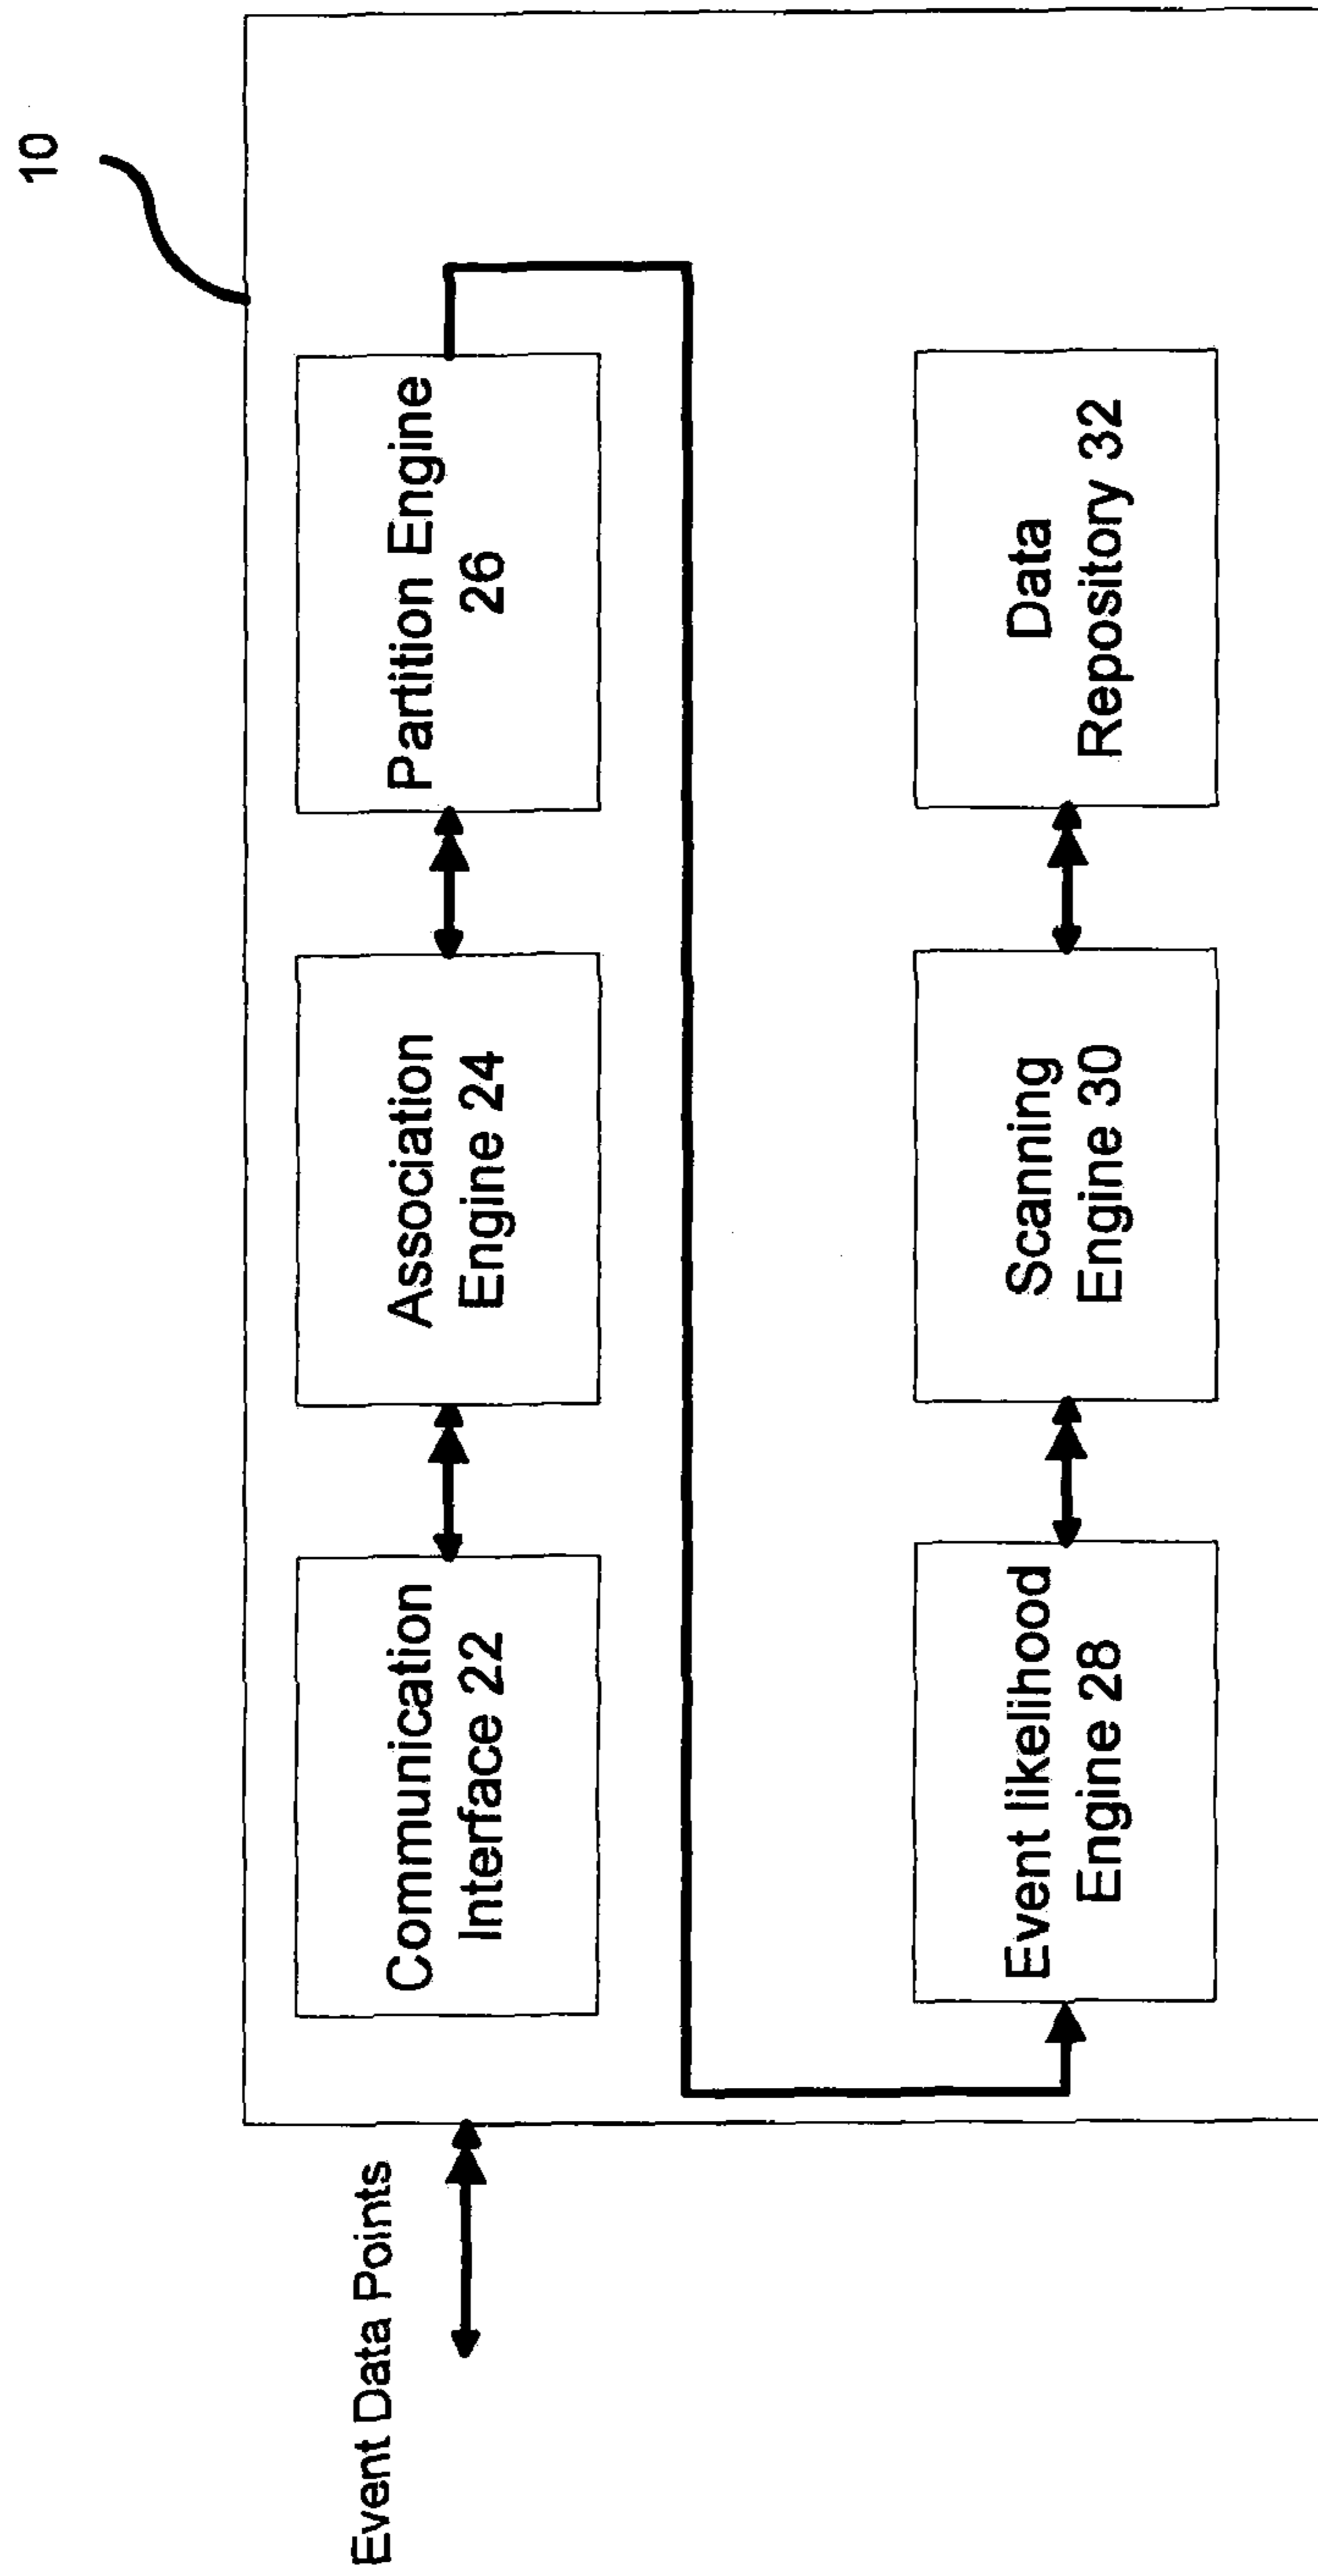 10
Event Data Points
Communication
Interface 22
Association
Engine 24
Partition Engine
26
Event likelihood
Engine 28
Scanning
Engine 30
Data
Repository 32